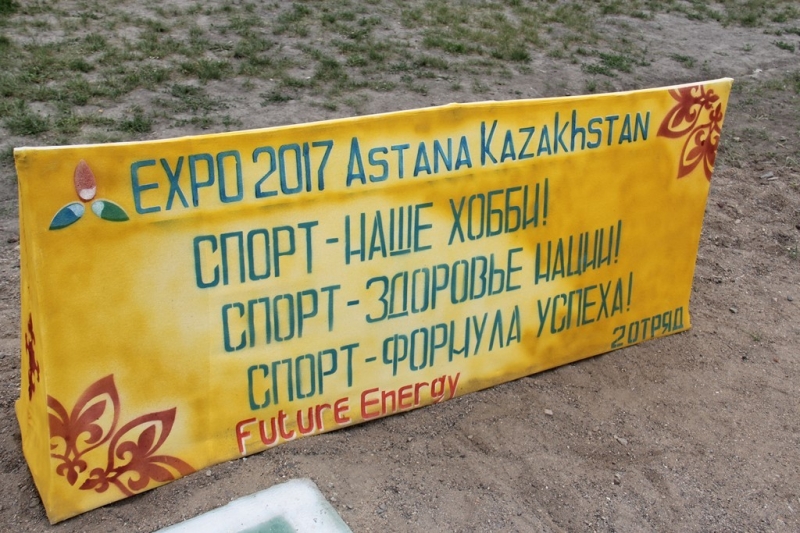 EXPO 2017 ASTANA KAZAKhSTAN
СПОРТ-НАШЕ ХОББИ!
СПОРТ-ЗДОРОВЬЕ НАЦИИ!
СПОРТ-ФОРМУЛА УСПЕХА!
2 ОТРЯД
Future Energy